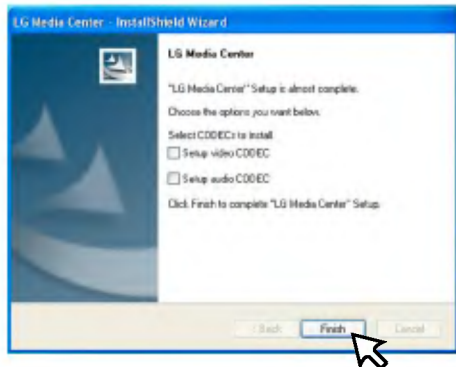 LG Media Center - InstallShield Wizard
LG Media Center
"LG Media Center" Setup is almost complete.
Choose the options you want below.
Select CODECs to install
Setup video CODEC
Setup audio CODEC
Click Finish to complete "LG Media Center" Setup.
< Back
Finish
Cancel